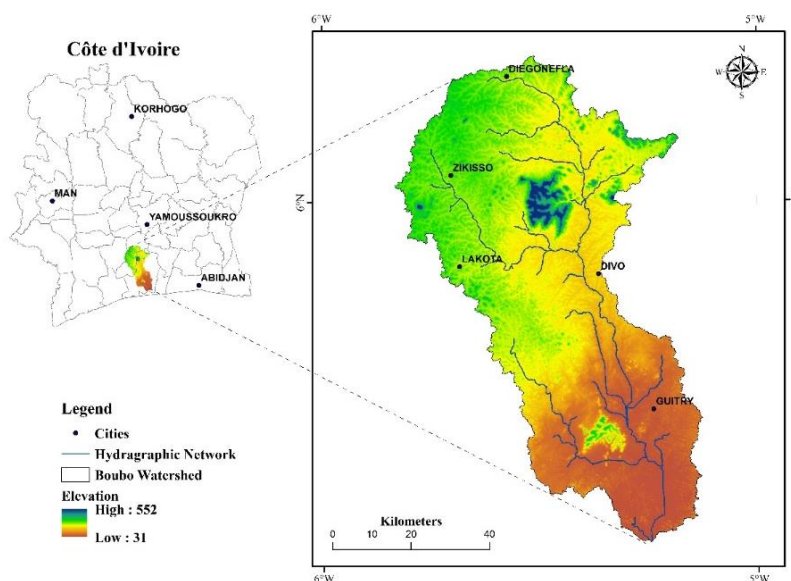 Côte d'Ivoire
KORHOGO
MAN
YAMOUSSOUKRO
ABIDJAN
Legend
Cities
Hydragraphic Network
Boubo Watershed
Elevation
High : 552
Low : 31
6°W
5°W
N
W
E
S
DIEGONEFLA
ZIKISSO
6°N
LAKOTA
DIVO
GUITRY
Kilometers
0 10 20 40
6°W
5°W